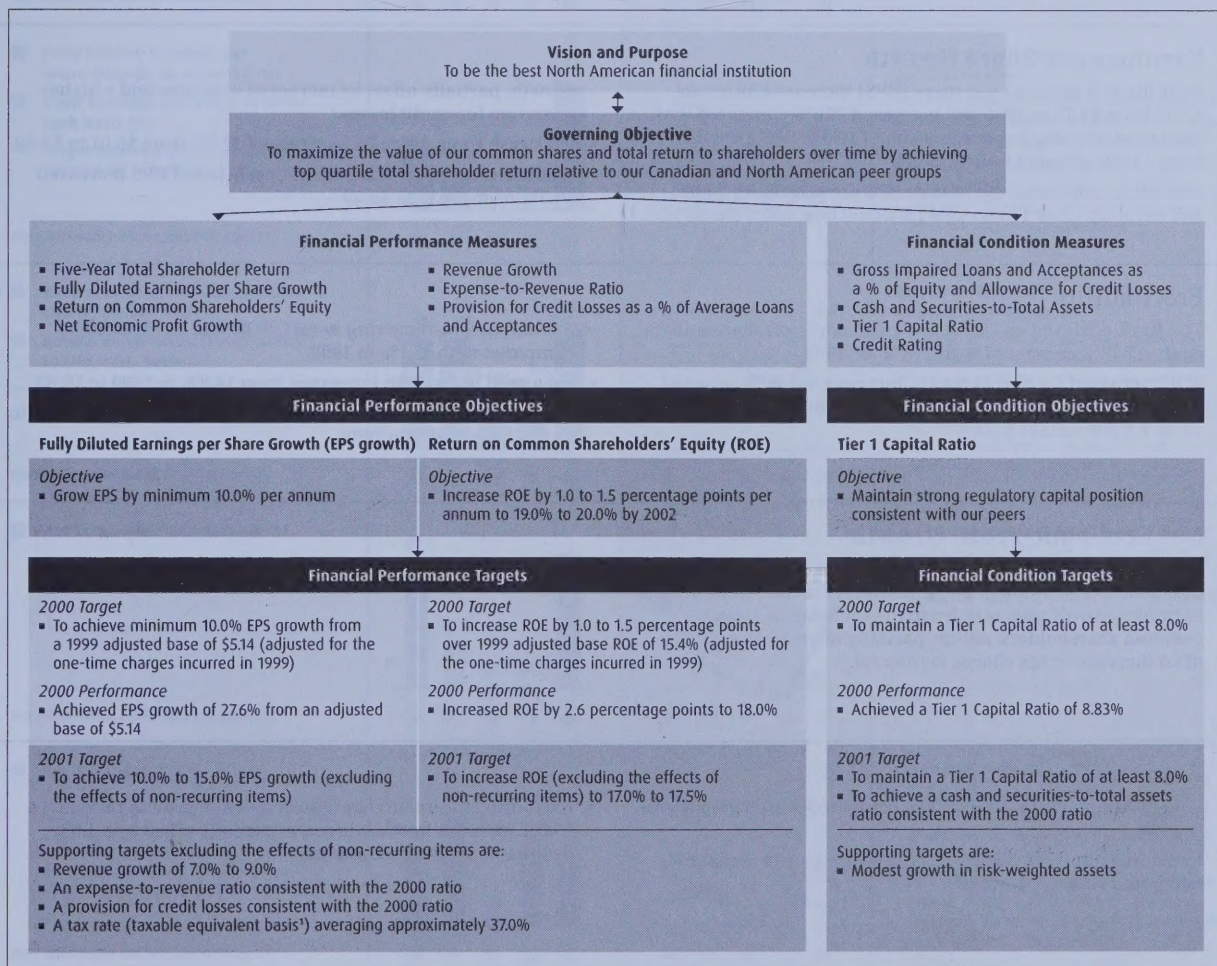 Vision and Purpose
To be the best North American financial institution
Governing Objective
To maximize the value of our common shares and total return to shareholders over time by achieving
top quartile total shareholder return relative to our Canadian and North American peer groups
Financial Performance Measures
▪ Five-Year Total Shareholder Return
▪ Fully Diluted Earnings per Share Growth
▪ Return on Common Shareholders' Equity
▪ Net Economic Profit Growth
▪ Revenue Growth
▪ Expense-to-Revenue Ratio
▪ Provision for Credit Losses as a % of Average Loans
and Acceptances
Financial Condition Measures
▪ Gross Impaired Loans and Acceptances as
a % of Equity and Allowance for Credit Losses
▪ Cash and Securities-to-Total Assets
▪ Tier 1 Capital Ratio
▪ Credit Rating
Financial Performance Objectives
Fully Diluted Earnings per Share Growth (EPS growth)
Objective
▪ Grow EPS by minimum 10.0% per annum
Return on Common Shareholders' Equity (ROE)
Objective
▪ Increase ROE by 1.0 to 1.5 percentage points per
annum to 19.0% to 20.0% by 2002
Financial Condition Objectives
Tier 1 Capital Ratio
Objective
▪ Maintain strong regulatory capital position
consistent with our peers
Financial Performance Targets
2000 Target
▪ To achieve minimum 10.0% EPS growth from
a 1999 adjusted base of $5.14 (adjusted for the
one-time charges incurred in 1999)
2000 Performance
▪ Achieved EPS growth of 27.6% from an adjusted
base of $5.14
2001 Target
▪ To achieve 10.0% to 15.0% EPS growth (excluding
the effects of non-recurring items)
2000 Target
▪ To increase ROE by 1.0 to 1.5 percentage points
over 1999 adjusted base ROE of 15.4% (adjusted for
the one-time charges incurred in 1999)
2000 Performance
▪ Increased ROE by 2.6 percentage points to 18.0%
2001 Target
▪ To increase ROE (excluding the effects of
non-recurring items) to 17.0% to 17.5%
Supporting targets excluding the effects of non-recurring items are:
▪ Revenue growth of 7.0% to 9.0%
▪ An expense-to-revenue ratio consistent with the 2000 ratio
▪ A provision for credit losses consistent with the 2000 ratio
▪ A tax rate (taxable equivalent basis¹) averaging approximately 37.0%
Financial Condition Targets
2000 Target
▪ To maintain a Tier 1 Capital Ratio of at least 8.0%
2000 Performance
▪ Achieved a Tier 1 Capital Ratio of 8.83%
2001 Target
▪ To maintain a Tier 1 Capital Ratio of at least 8.0%
▪ To achieve a cash and securities-to-total assets
ratio consistent with the 2000 ratio
Supporting targets are:
▪ Modest growth in risk-weighted assets